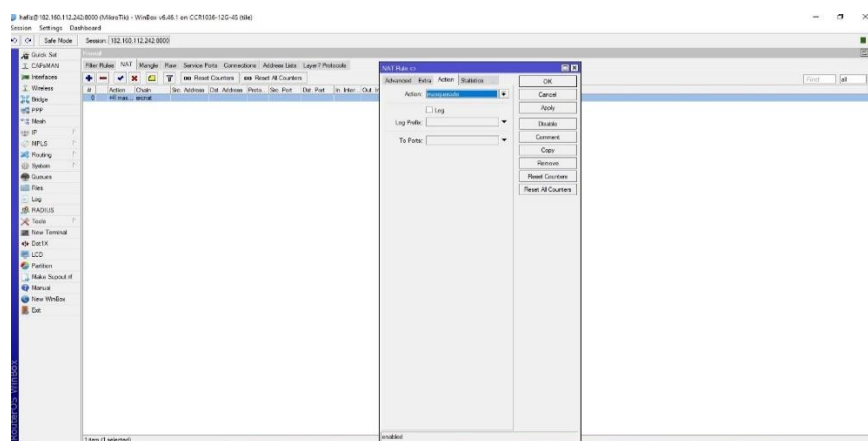 hafiz@182.160.112.242:8000 (MikroTik) - WinBox v6.46.1 on CCR1036-12G-4S (tile)
Session Settings Dashboard
Safe Mode Session: 182.160.112.242:8000
Quick Set
CAPsMAN
Interfaces
Wireless
Bridge
PPP
Mesh
IP
MPLS
Routing
System
Queues
Files
Log
RADIUS
Tools
New Terminal
Dot1X
LCD
Partition
Make Supout.rif
Manual
New WinBox
Exit
RouterOS WinBox
Firewall
Filter Rules NAT Mangle Raw Service Ports Connections Address Lists Layer7 Protocols
Reset Counters Reset All Counters
Find all
# Action Chain Src. Address Dst. Address Proto... Src. Port Dst. Port In. Inter... Out. In
0 mas... srcnat
1 item (1 selected)
NAT Rule <>
Advanced Extra Action Statistics
Action: masquerade
Log
Log Prefix:
To Ports:
OK
Cancel
Apply
Disable
Comment
Copy
Remove
Reset Counters
Reset All Counters
enabled